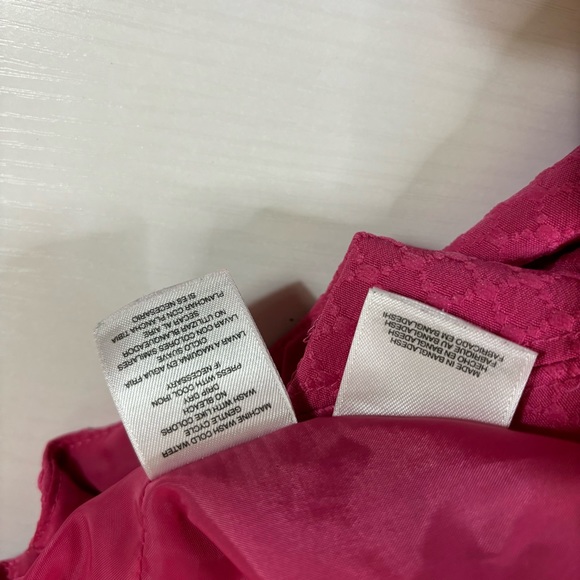 MACHINE WASH COLD WATER
GENTLE CYCLE
WASH WITH LIKE COLORS
NO BLEACH
DRIP DRY
PRESS WITH COOL IRON
IF NECESSARY
LAVAR A MAQUINA EN AGUA FRIA
CICLO SUAVE
LAVAR CON COLORES SIMILARES
NO UTILIZAR BLANQUEADOR
SECAR AL AIRE
PLANCHAR CON PLANCHA TIBIA
SI ES NECESARIO
MADE IN BANGLADESH
HECHO EN BANGLADESH
FABRIQUE AU BANGLADESH
FABRICADO EN BANGLADESH